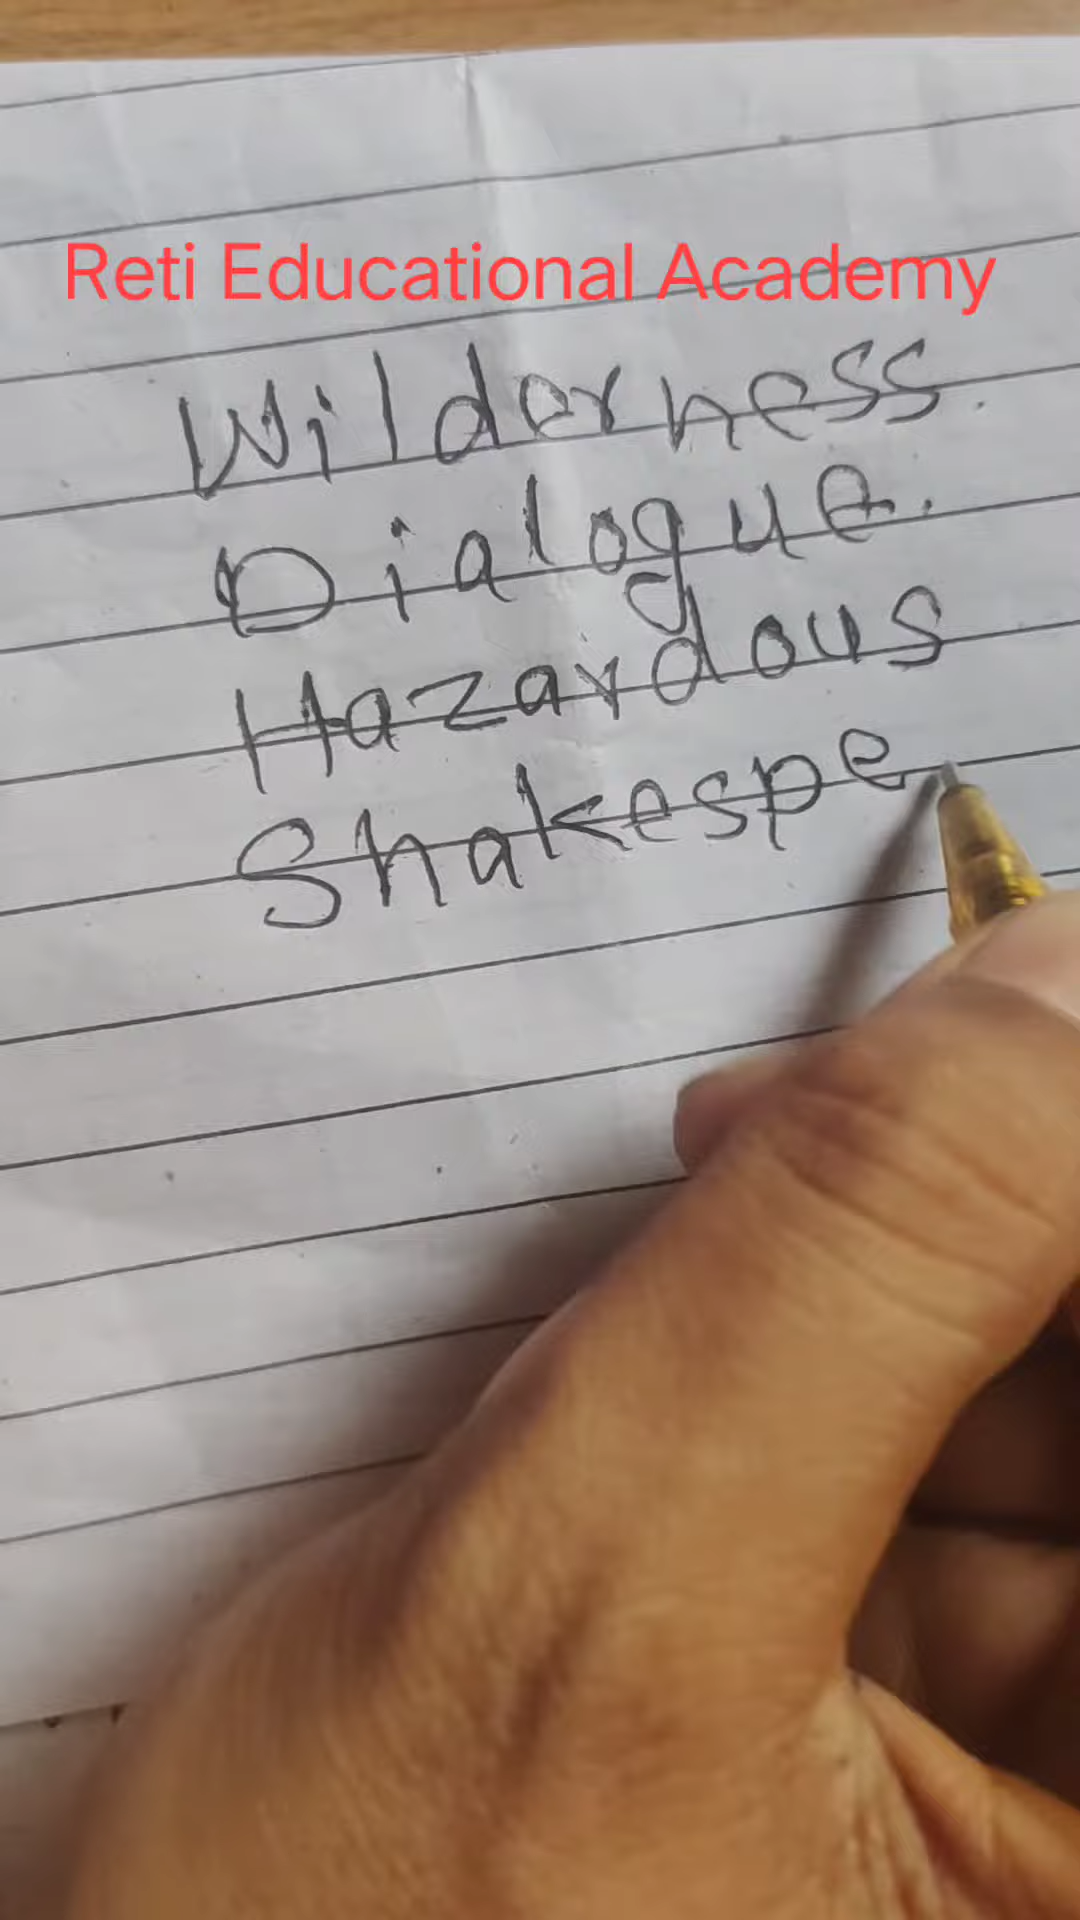 Reti Educational Academy
Wilderness.
Dialogue.
Hazardous
Shakespe